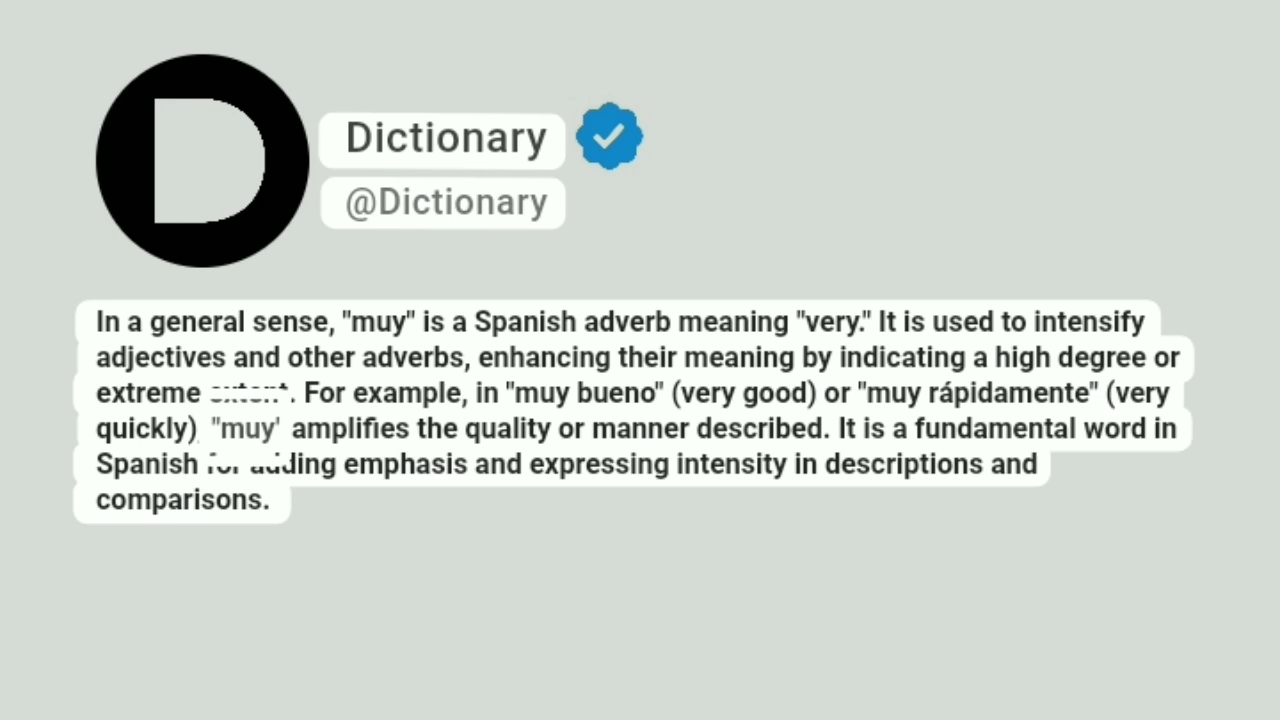 D
Dictionary
@Dictionary
In a general sense, "muy" is a Spanish adverb meaning "very." It is used to intensify
adjectives and other adverbs, enhancing their meaning by indicating a high degree or
extreme extent. For example, in "muy bueno" (very good) or "muy rápidamente" (very
quickly) "muy' amplifies the quality or manner described. It is a fundamental word in
Spanish for adding emphasis and expressing intensity in descriptions and
comparisons.